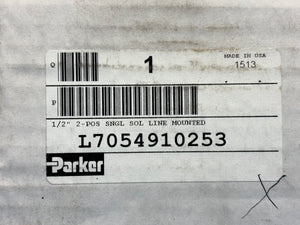 MADE IN USA
Q 1 1513
P
1/2" 2-POS SNGL SOL LINE MOUNTED
L7054910253
Parker